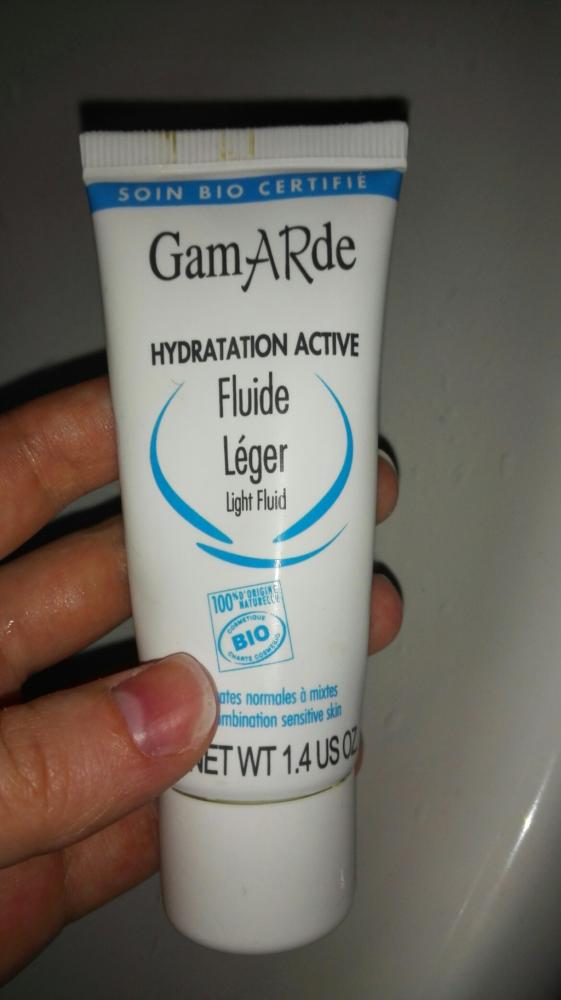 SOIN BIO CERTIFIÉ
GamARde
HYDRATATION ACTIVE
Fluide
Léger
Light Fluid
100% D'ORIGINE
NATURELLE
COSMETIQUE
BIO
CHARTE COSMEBIO
normales à mixtes
sensitive skin
NET WT 1.4 US OZ